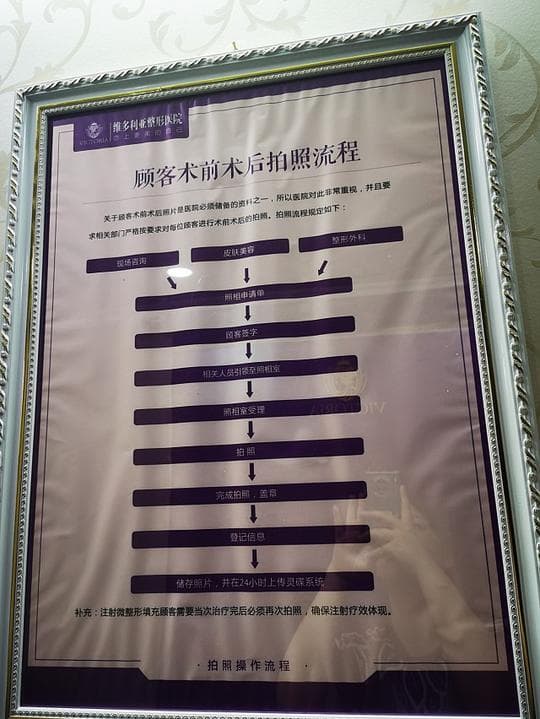 维多利亚整形医院
VICTORIA
顾客术前术后拍照流程
关于顾客术前术后照片是医院必须储备的资料之一，所以医院对此非常重视，并且要
求相关部门严格按要求对每位顾客进行术前术后的拍照。拍照流程规定如下：
现场咨询 皮肤美容 整形外科
照相申请单
顾客签字
相关人员引领至照相室
照相室受理
拍照
完成拍照，盖章
登记信息
储存照片，并在24小时上传灵碟系统
补充：注射微整形填充顾客需要当次治疗完后必须再次拍照，确保注射疗效体现。
· 拍照操作流程 ·